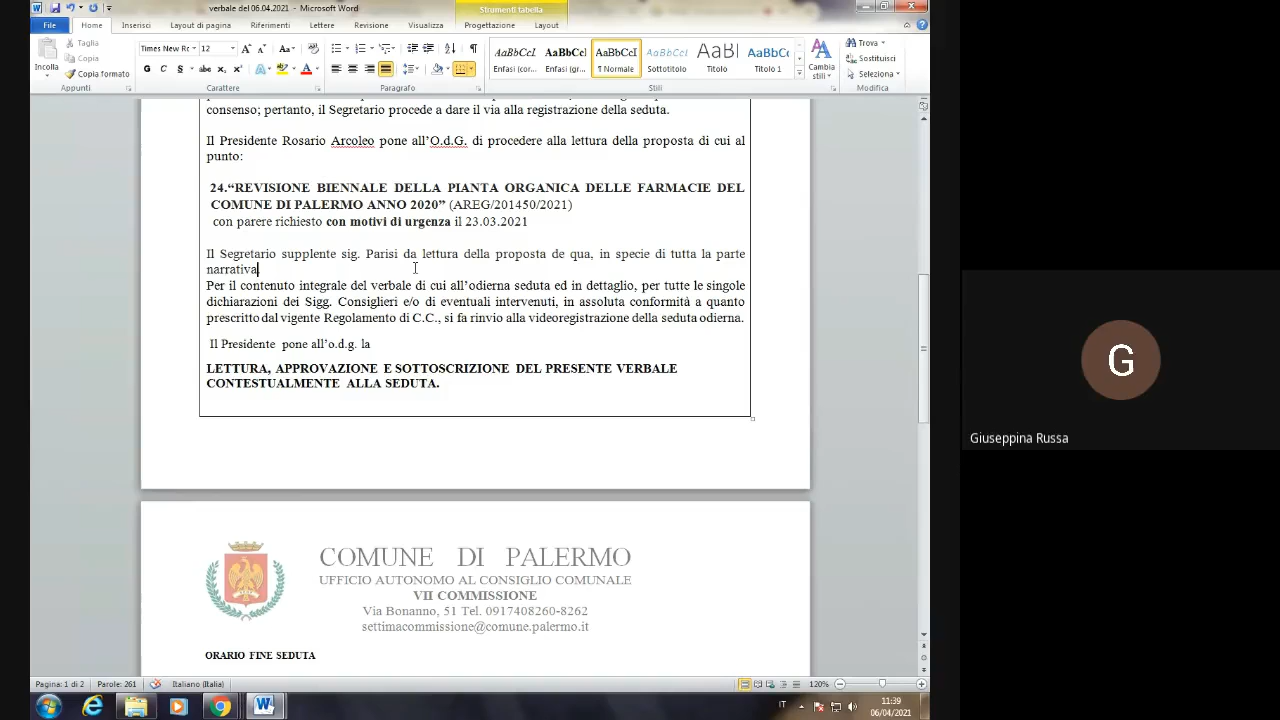 verbale del 06.04.2021 - Microsoft Word
Strumenti tabella
File
Home
Inserisci
Layout di pagina
Riferimenti
Lettere
Revisione
Visualizza
Progettazione
Layout
Incolla
Taglia
Copia
Copia formato
Appunti
Times New Rc
12
Carattere
Paragrafo
AaBbCcI
Enfasi (cor...
AaBbCcI
Enfasi (gr...
AaBbCcI
¶ Normale
AaBbCcI
Sottotitolo
AaBbCcI
Titolo
AaBbCc
Titolo 1
Cambia
stili
Stili
Trova
Sostituisci
Seleziona
Modifica
consenso; pertanto, il Segretario procede a dare il via alla registrazione della seduta.
Il Presidente Rosario Arcoleo pone all’O.d.G. di procedere alla lettura della proposta di cui al
punto:
24.“REVISIONE BIENNALE DELLA PIANTA ORGANICA DELLE FARMACIE DEL
COMUNE DI PALERMO ANNO 2020” (AREG/201450/2021)
con parere richiesto con motivi di urgenza il 23.03.2021
Il Segretario supplente sig. Parisi da lettura della proposta de qua, in specie di tutta la parte
narrativa
Per il contenuto integrale del verbale di cui all’odierna seduta ed in dettaglio, per tutte le singole
dichiarazioni dei Sigg. Consiglieri e/o di eventuali intervenuti, in assoluta conformità a quanto
prescritto dal vigente Regolamento di C.C., si fa rinvio alla videoregistrazione della seduta odierna.
Il Presidente pone all’o.d.g. la
LETTURA, APPROVAZIONE E SOTTOSCRIZIONE DEL PRESENTE VERBALE
CONTESTUALMENTE ALLA SEDUTA.
COMUNE DI PALERMO
UFFICIO AUTONOMO AL CONSIGLIO COMUNALE
VII COMMISSIONE
Via Bonanno, 51 Tel. 0917408260-8262
settimacommissione@comune.palermo.it
ORARIO FINE SEDUTA
G
Giuseppina Russa
Pagina: 1 di 2
Parole: 261
Italiano (Italia)
120%
IT
11:39
06/04/2021